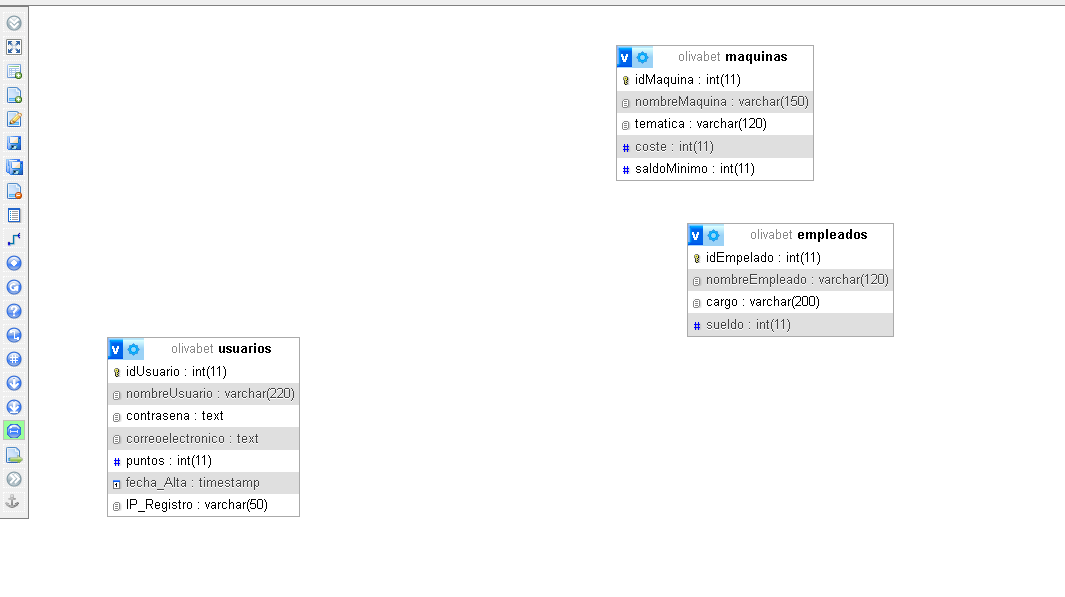 olivabet maquinas
idMaquina : int(11)
nombreMaquina : varchar(150)
tematica : varchar(120)
# coste : int(11)
# saldoMinimo : int(11)
olivabet empleados
idEmpelado : int(11)
nombreEmpleado : varchar(120)
cargo : varchar(200)
# sueldo : int(11)
olivabet usuarios
idUsuario : int(11)
nombreUsuario : varchar(220)
contrasena : text
correoelectronico : text
# puntos : int(11)
fecha_Alta : timestamp
IP_Registro : varchar(50)